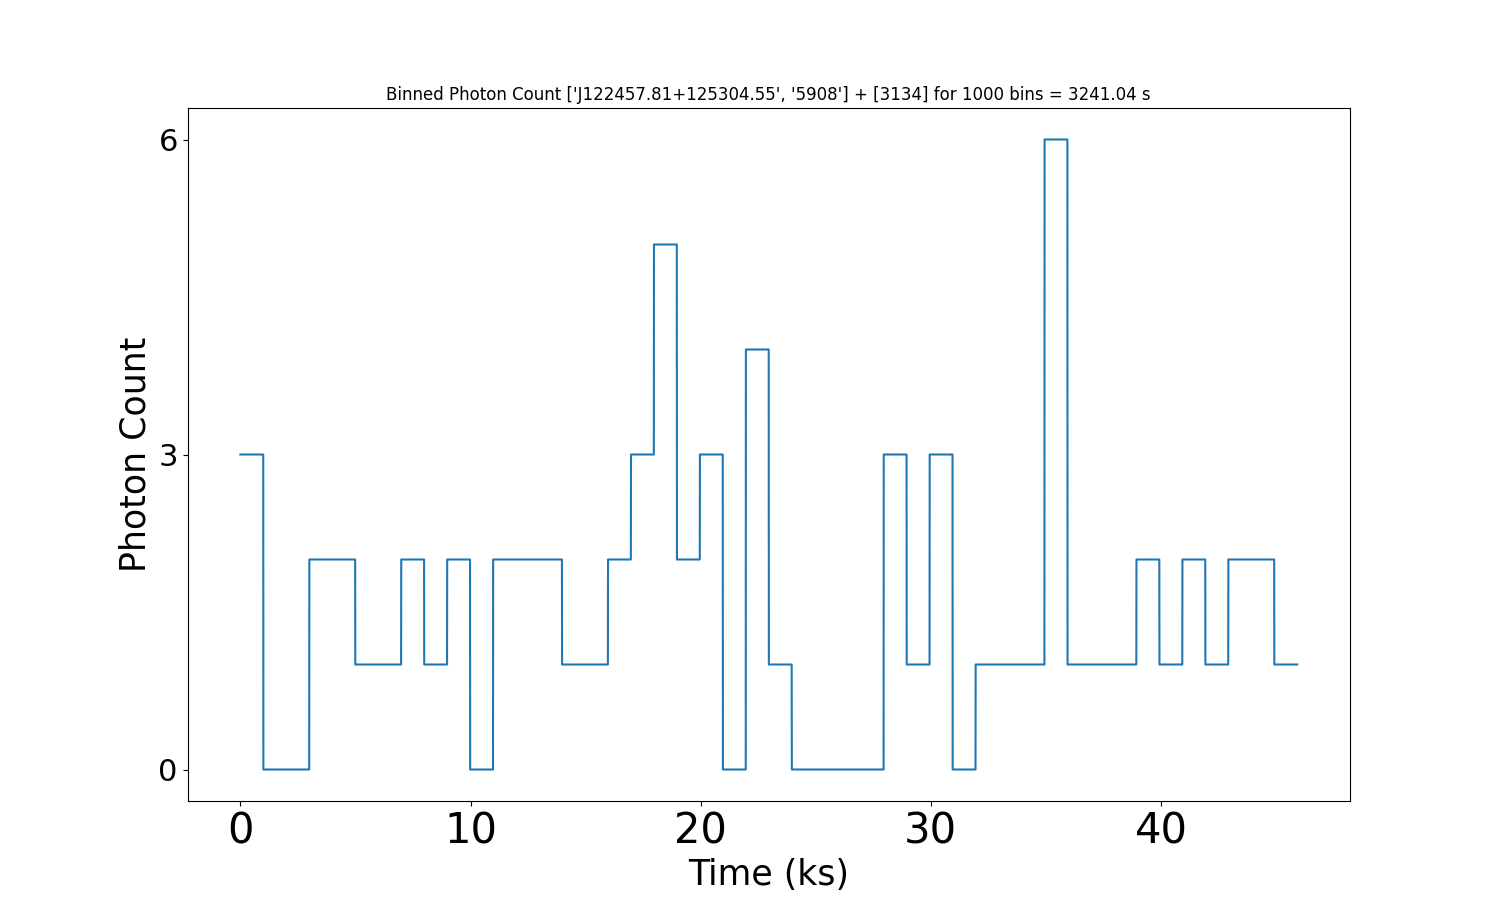 Binned Photon Count ['J122457.81+125304.55', '5908'] + [3134] for 1000 bins = 3241.04 s
6
3
0
Photon Count
0 10 20 30 40
Time (ks)